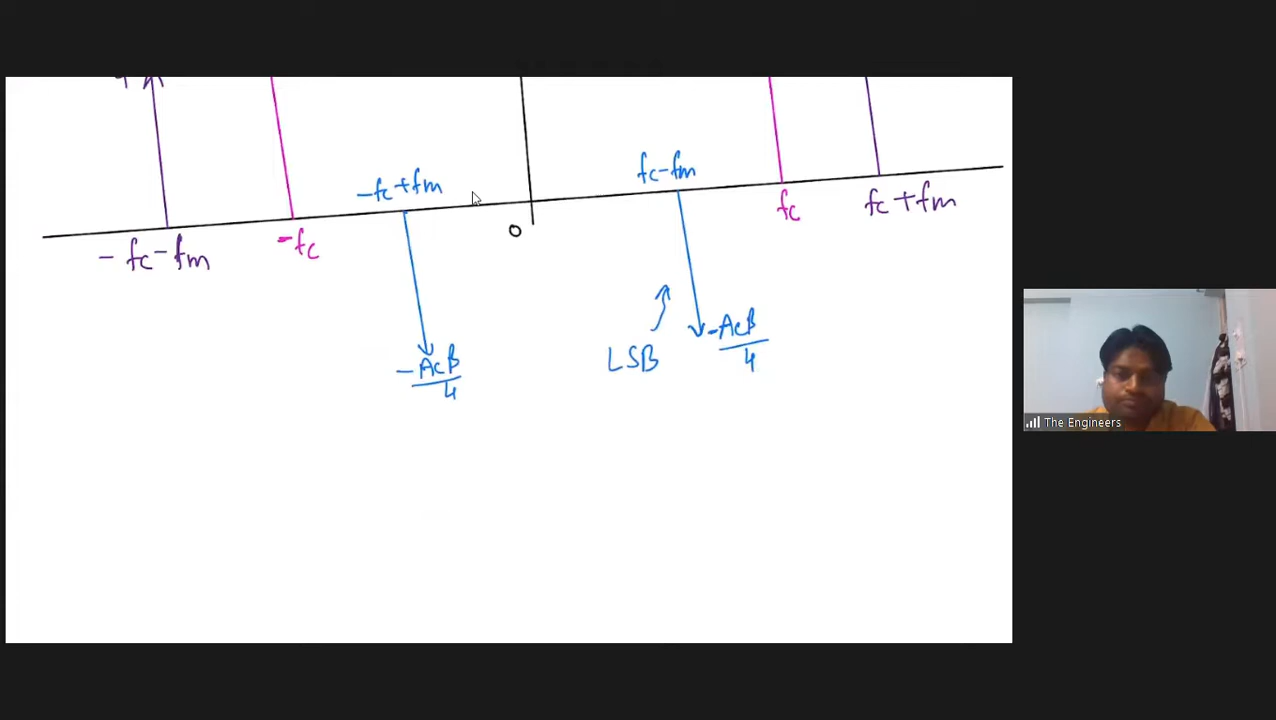 -fc+fm
fc-fm
-fc-fm
-fc
0
fc
fc+fm
LSB
-Acβ
4
-Acβ
4
The Engineers